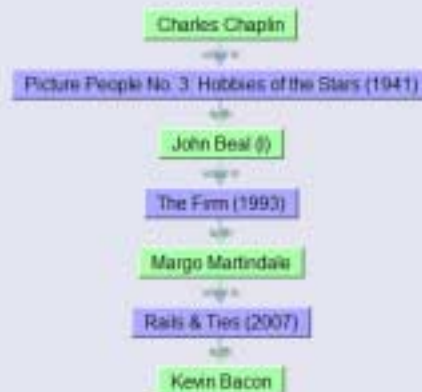 Charles Chaplin
Picture People No. 3: Hobbies of the Stars (1941)
John Beal (I)
The Firm (1993)
Margo Martindale
Rails & Ties (2007)
Kevin Bacon